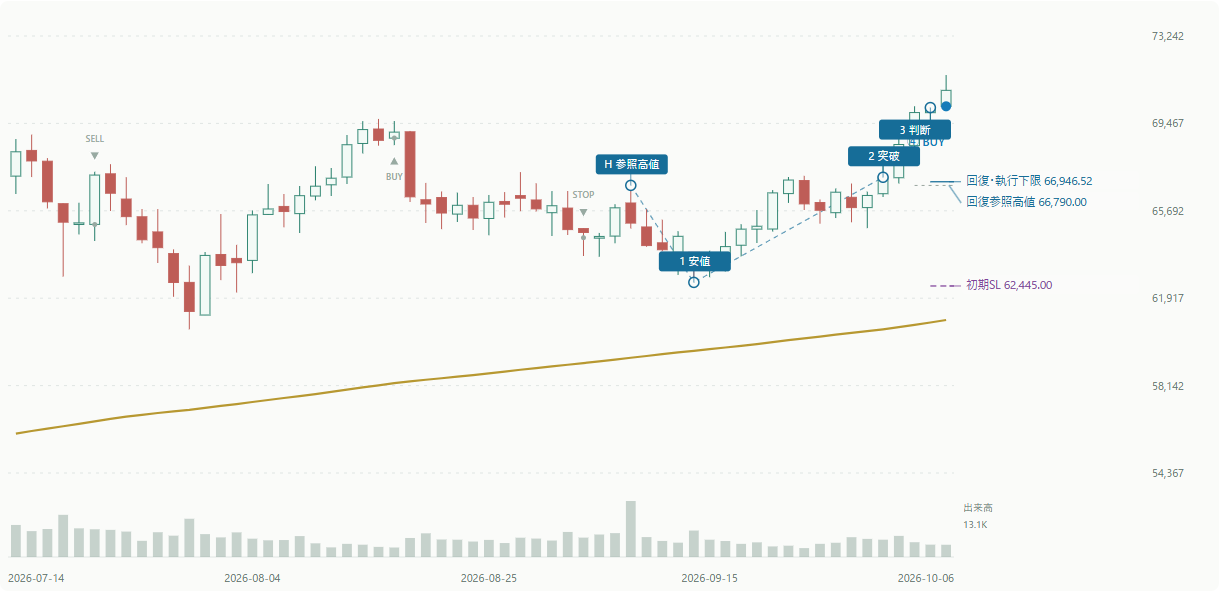 73,242
SELL
69,467
3 判断
BUY
2 突破
H 参照高値
BUY
回復・執行下限 66,946.52
STOP
回復参照高値 66,790.00
65,692
1 安値
初期SL 62,445.00
61,917
58,142
54,367
出来高
13.1K
2026-07-14
2026-08-04
2026-08-25
2026-09-15
2026-10-06